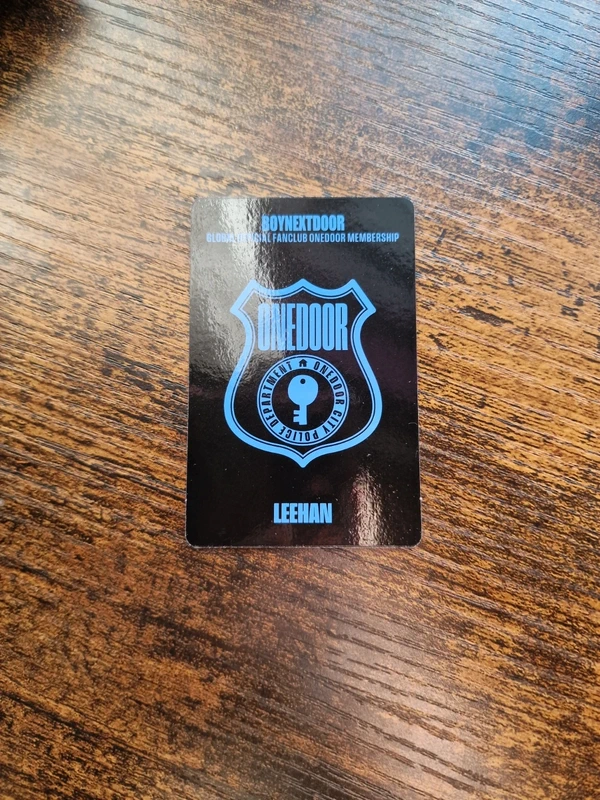 BOYNEXTDOOR
GLOBAL OFFICIAL FANCLUB ONEDOOR MEMBERSHIP
ONEDOOR
ONEDOOR CITY POLICE DEPARTMENT
LEEHAN